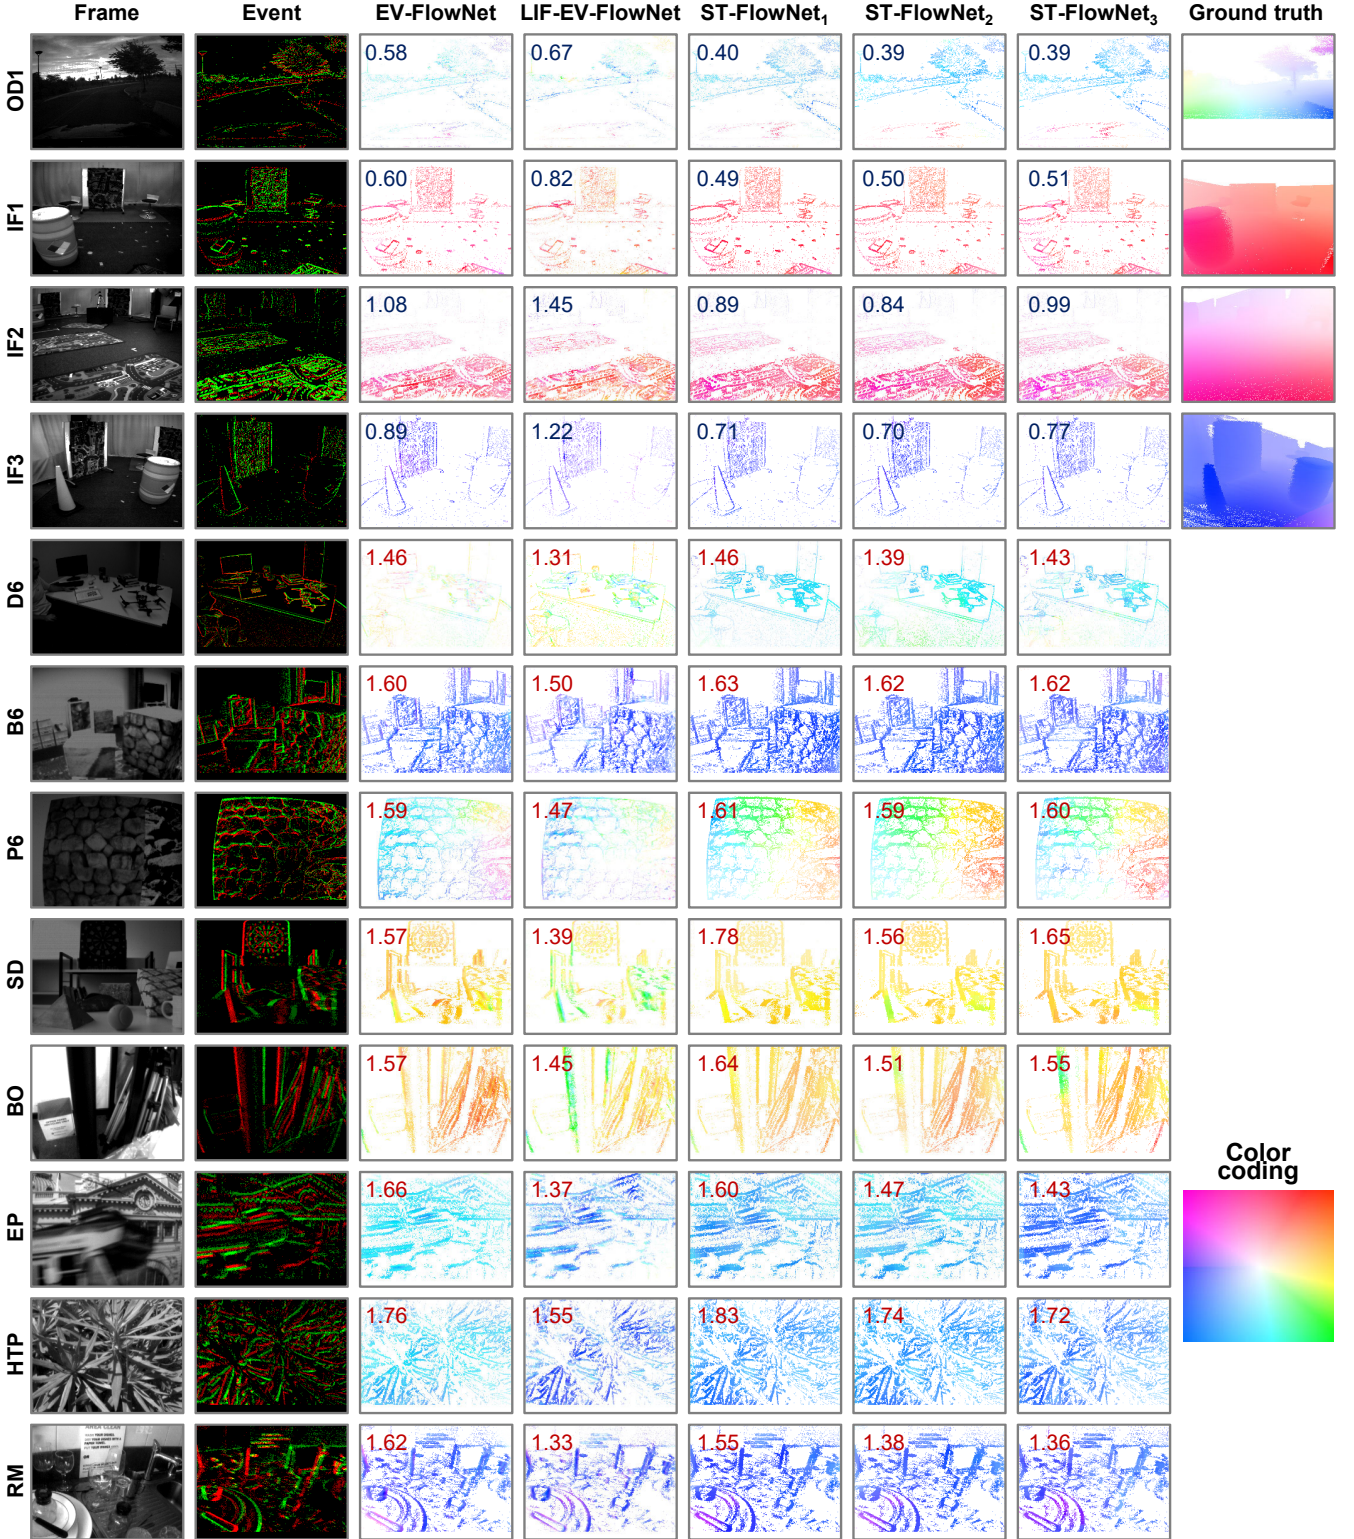 Frame Event EV-FlowNet LIF-EV-FlowNet ST-FlowNet₁ ST-FlowNet₂ ST-FlowNet₃ Ground truth
OD1 0.58 0.67 0.40 0.39 0.39
IF1 0.60 0.82 0.49 0.50 0.51
IF2 1.08 1.45 0.89 0.84 0.99
IF3 0.89 1.22 0.71 0.70 0.77
D6 1.46 1.31 1.46 1.39 1.43
B6 1.60 1.50 1.63 1.62 1.62
P6 1.59 1.47 1.61 1.59 1.60
SD 1.57 1.39 1.78 1.56 1.65
BO 1.57 1.45 1.64 1.51 1.55
Color
coding
EP 1.66 1.37 1.60 1.47 1.43
HTP 1.76 1.55 1.83 1.74 1.72
RM 1.62 1.33 1.55 1.38 1.36